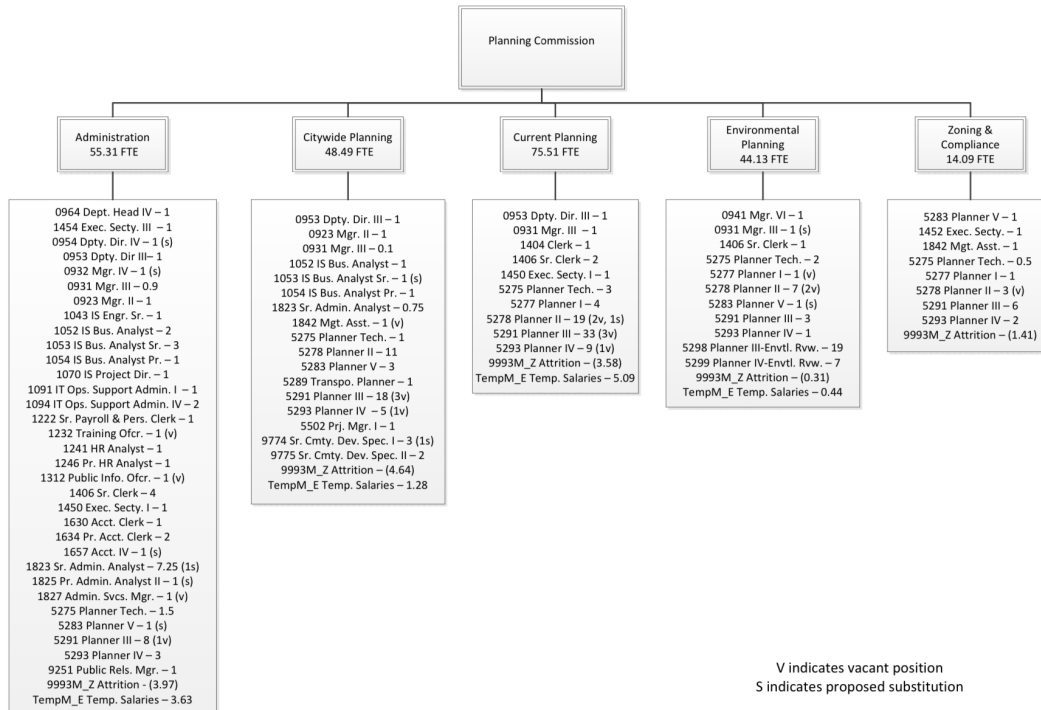 Planning Commission
Administration
55.31 FTE
Citywide Planning
48.49 FTE
Current Planning
75.51 FTE
Environmental
Planning
44.13 FTE
Zoning &
Compliance
14.09 FTE
0964 Dept. Head IV – 1
1454 Exec. Secty. III – 1
0954 Dpty. Dir. IV – 1 (s)
0953 Dpty. Dir III– 1
0932 Mgr. IV – 1 (s)
0931 Mgr. III – 0.9
0923 Mgr. II – 1
1043 IS Engr. Sr. – 1
1052 IS Bus. Analyst – 2
1053 IS Bus. Analyst Sr. – 3
1054 IS Bus. Analyst Pr. – 1
1070 IS Project Dir. – 1
1091 IT Ops. Support Admin. I – 1
1094 IT Ops. Support Admin. IV – 2
1222 Sr. Payroll & Pers. Clerk – 1
1232 Training Ofcr. – 1 (v)
1241 HR Analyst – 1
1246 Pr. HR Analyst – 1
1312 Public Info. Ofcr. – 1 (v)
1406 Sr. Clerk – 4
1450 Exec. Secty. I – 1
1630 Acct. Clerk – 1
1634 Pr. Acct. Clerk – 2
1657 Acct. IV – 1 (s)
1823 Sr. Admin. Analyst – 7.25 (1s)
1825 Pr. Admin. Analyst II – 1 (s)
1827 Admin. Svcs. Mgr. – 1 (v)
5275 Planner Tech. – 1.5
5283 Planner V – 1 (s)
5291 Planner III – 8 (1v)
5293 Planner IV – 3
9251 Public Rels. Mgr. – 1
9993M_Z Attrition - (3.97)
TempM_E Temp. Salaries – 3.63
0953 Dpty. Dir. III – 1
0923 Mgr. II – 1
0931 Mgr. III – 0.1
1052 IS Bus. Analyst – 1
1053 IS Bus. Analyst Sr. – 1 (s)
1054 IS Bus. Analyst Pr. – 1
1823 Sr. Admin. Analyst – 0.75
1842 Mgt. Asst. – 1 (v)
5275 Planner Tech. – 1
5278 Planner II – 11
5283 Planner V – 3
5289 Transpo. Planner – 1
5291 Planner III – 18 (3v)
5293 Planner IV – 5 (1v)
5502 Prj. Mgr. I – 1
9774 Sr. Cmty. Dev. Spec. I – 3 (1s)
9775 Sr. Cmty. Dev. Spec. II – 2
9993M_Z Attrition – (4.64)
TempM_E Temp. Salaries – 1.28
0953 Dpty. Dir. III – 1
0931 Mgr. III – 1
1404 Clerk – 1
1406 Sr. Clerk – 2
1450 Exec. Secty. I – 1
5275 Planner Tech. – 3
5277 Planner I – 4
5278 Planner II – 19 (2v, 1s)
5291 Planner III – 33 (3v)
5293 Planner IV – 9 (1v)
9993M_Z Attrition – (3.58)
TempM_E Temp. Salaries – 5.09
0941 Mgr. VI – 1
0931 Mgr. III – 1 (s)
1406 Sr. Clerk – 1
5275 Planner Tech. – 2
5277 Planner I – 1 (v)
5278 Planner II – 7 (2v)
5283 Planner V – 1 (s)
5291 Planner III – 3
5293 Planner IV – 1
5298 Planner III-Envtl. Rvw. – 19
5299 Planner IV-Envtl. Rvw. – 7
9993M_Z Attrition – (0.31)
TempM_E Temp. Salaries – 0.44
5283 Planner V – 1
1452 Exec. Secty. – 1
1842 Mgt. Asst. – 1
5275 Planner Tech. – 0.5
5277 Planner I – 1
5278 Planner II – 3 (v)
5291 Planner III – 6
5293 Planner IV – 2
9993M_Z Attrition – (1.41)
V indicates vacant position
S indicates proposed substitution